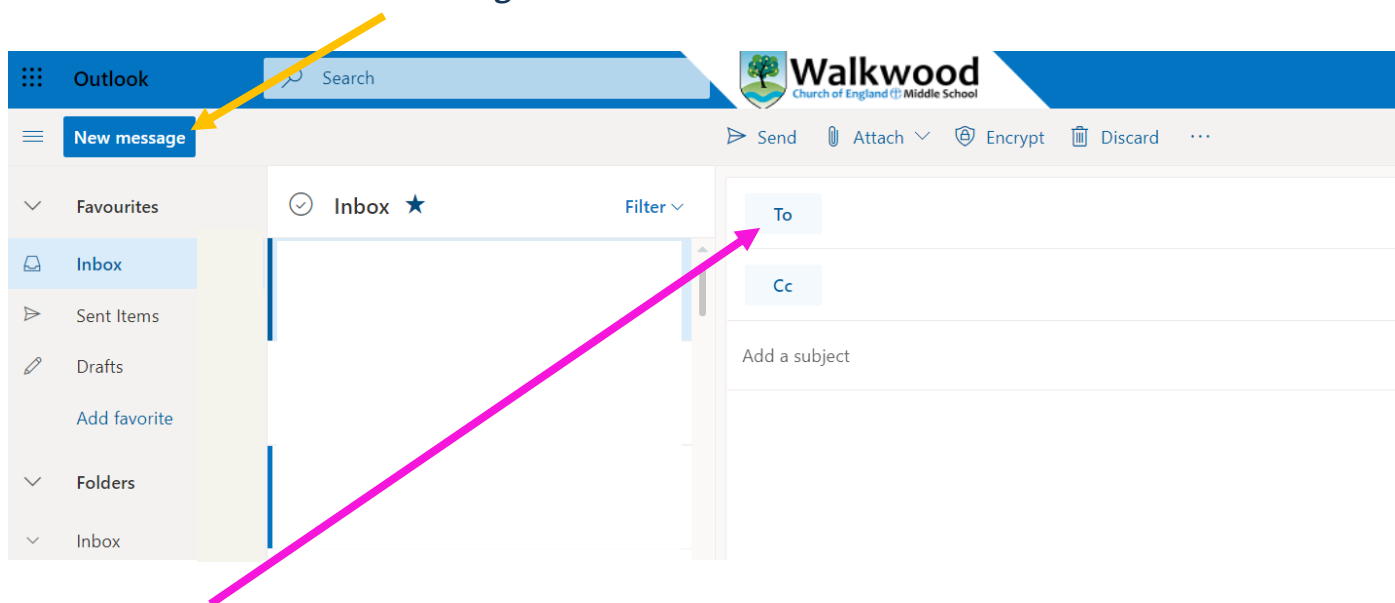 Outlook
Search
Walkwood
Church of England Middle School
New message
Send Attach Encrypt Discard ...
Favourites
Inbox
Filter
To
Inbox
Cc
Sent Items
Add a subject
Drafts
Add favorite
Folders
Inbox